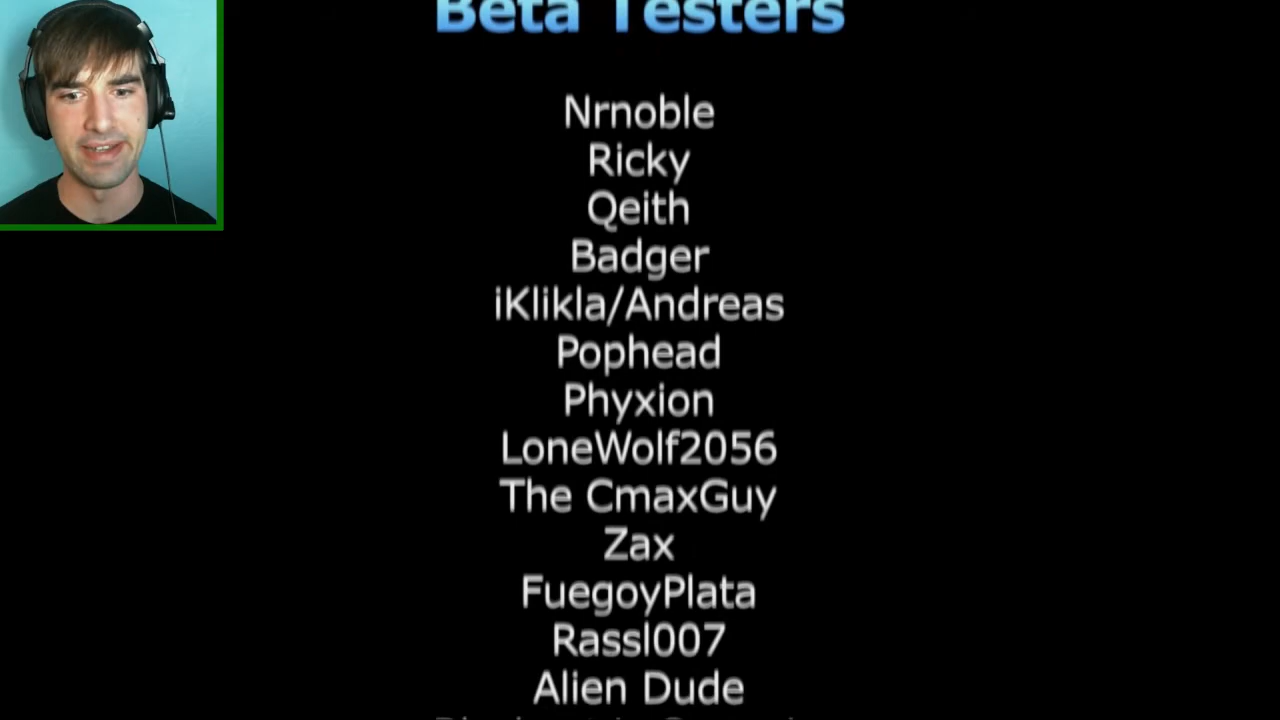 Beta Testers
Nrnoble
Ricky
Qeith
Badger
iKlikla/Andreas
Pophead
Phyxion
LoneWolf2056
The CmaxGuy
Zax
FuegoyPlata
Rassl007
Alien Dude